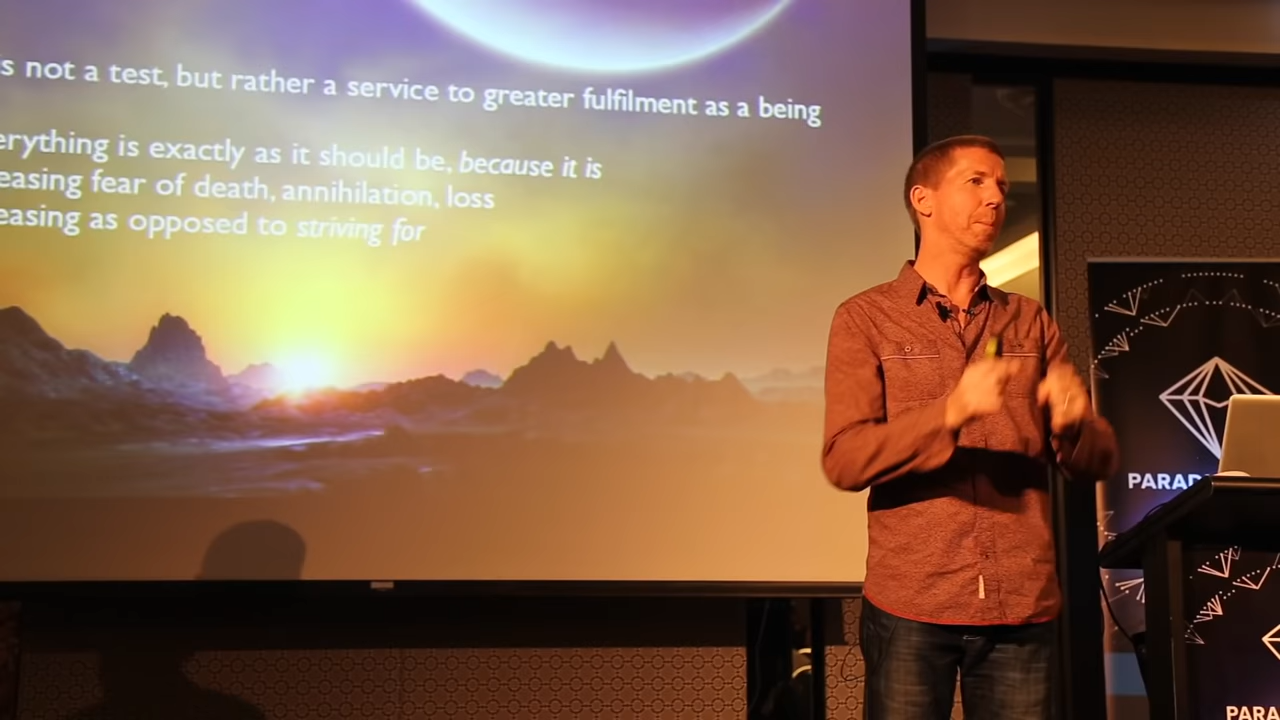 s not a test, but rather a service to greater fulfilment as a being
erything is exactly as it should be, because it is
easing fear of death, annihilation, loss
easing as opposed to striving for
PARAD
PARA